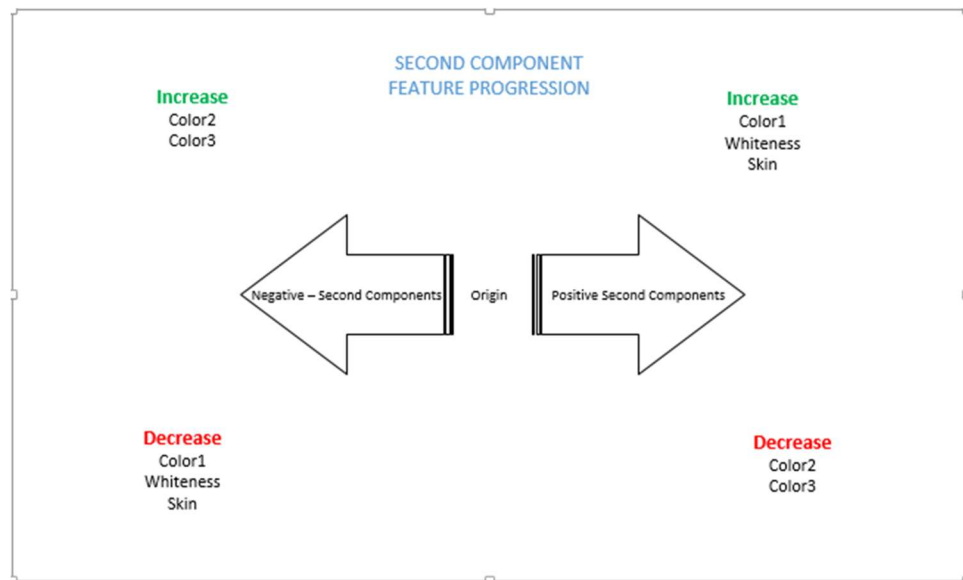 SECOND COMPONENT
FEATURE PROGRESSION
Increase
Color2
Color3
Increase
Color1
Whiteness
Skin
Negative – Second Components
Origin
Positive Second Components
Decrease
Color1
Whiteness
Skin
Decrease
Color2
Color3